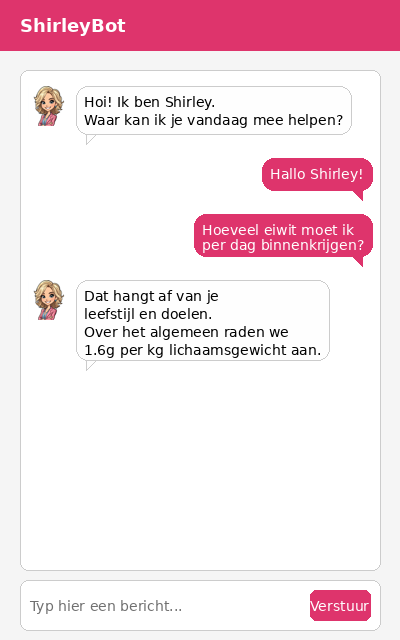 ShirleyBot
Hoi! Ik ben Shirley.
Waar kan ik je vandaag mee helpen?
Hallo Shirley!
Hoeveel eiwit moet ik
per dag binnenkrijgen?
Dat hangt af van je
leefstijl en doelen.
Over het algemeen raden we
1.6g per kg lichaamsgewicht aan.
Typ hier een bericht...
Verstuur